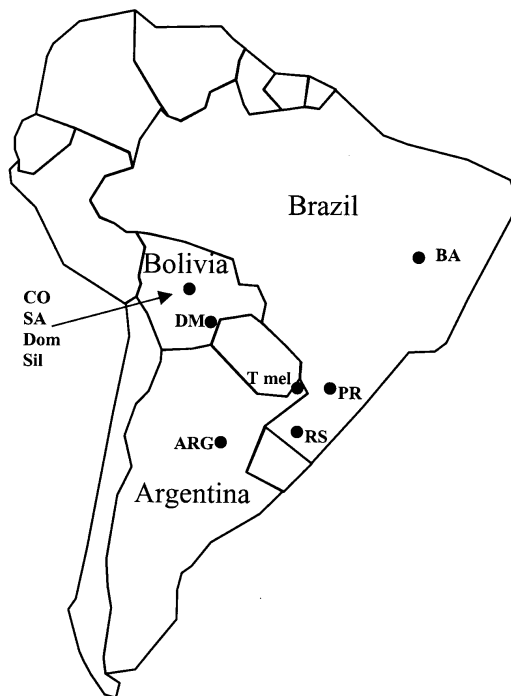 Brazil
BA
Bolivia
CO
SA
Dom
Sil
DM
T mel
PR
RS
ARG
Argentina